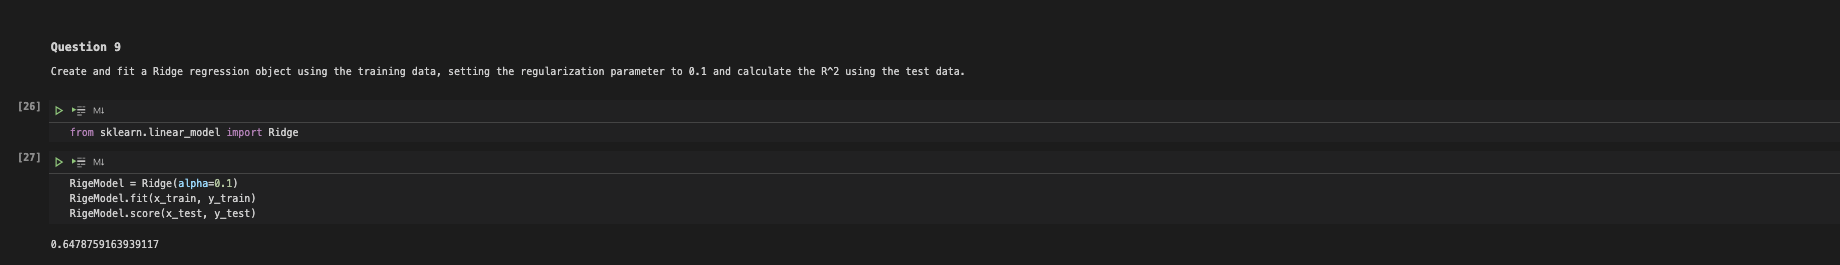 Question 9
Create and fit a Ridge regression object using the training data, setting the regularization parameter to 0.1 and calculate the R^2 using the test data.
[26]
M↓
from sklearn.linear_model import Ridge
[27]
M↓
RigeModel = Ridge(alpha=0.1)
RigeModel.fit(x_train, y_train)
RigeModel.score(x_test, y_test)
0.6478759163939117